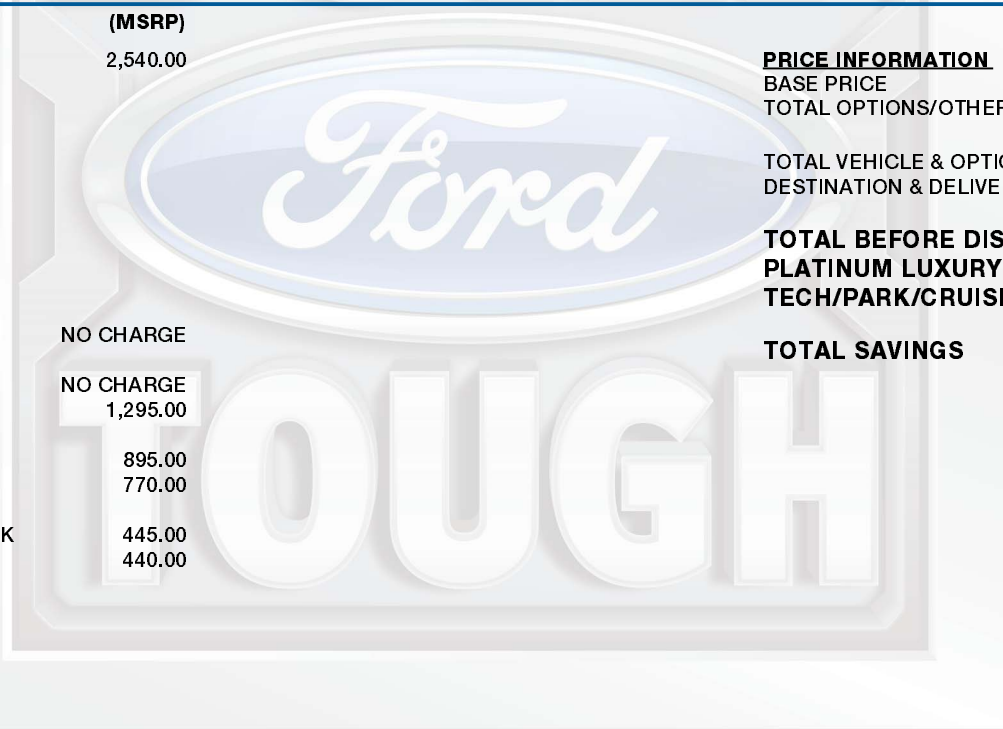 (MSRP)
2,540.00
NO CHARGE
NO CHARGE
1,295.00
895.00
770.00
K 445.00
440.00
Ford
TOUGH
PRICE INFORMATION
BASE PRICE
TOTAL OPTIONS/OTHER
TOTAL VEHICLE & OPTIO
DESTINATION & DELIVE
TOTAL BEFORE DIS
PLATINUM LUXURY
TECH/PARK/CRUIS
TOTAL SAVINGS